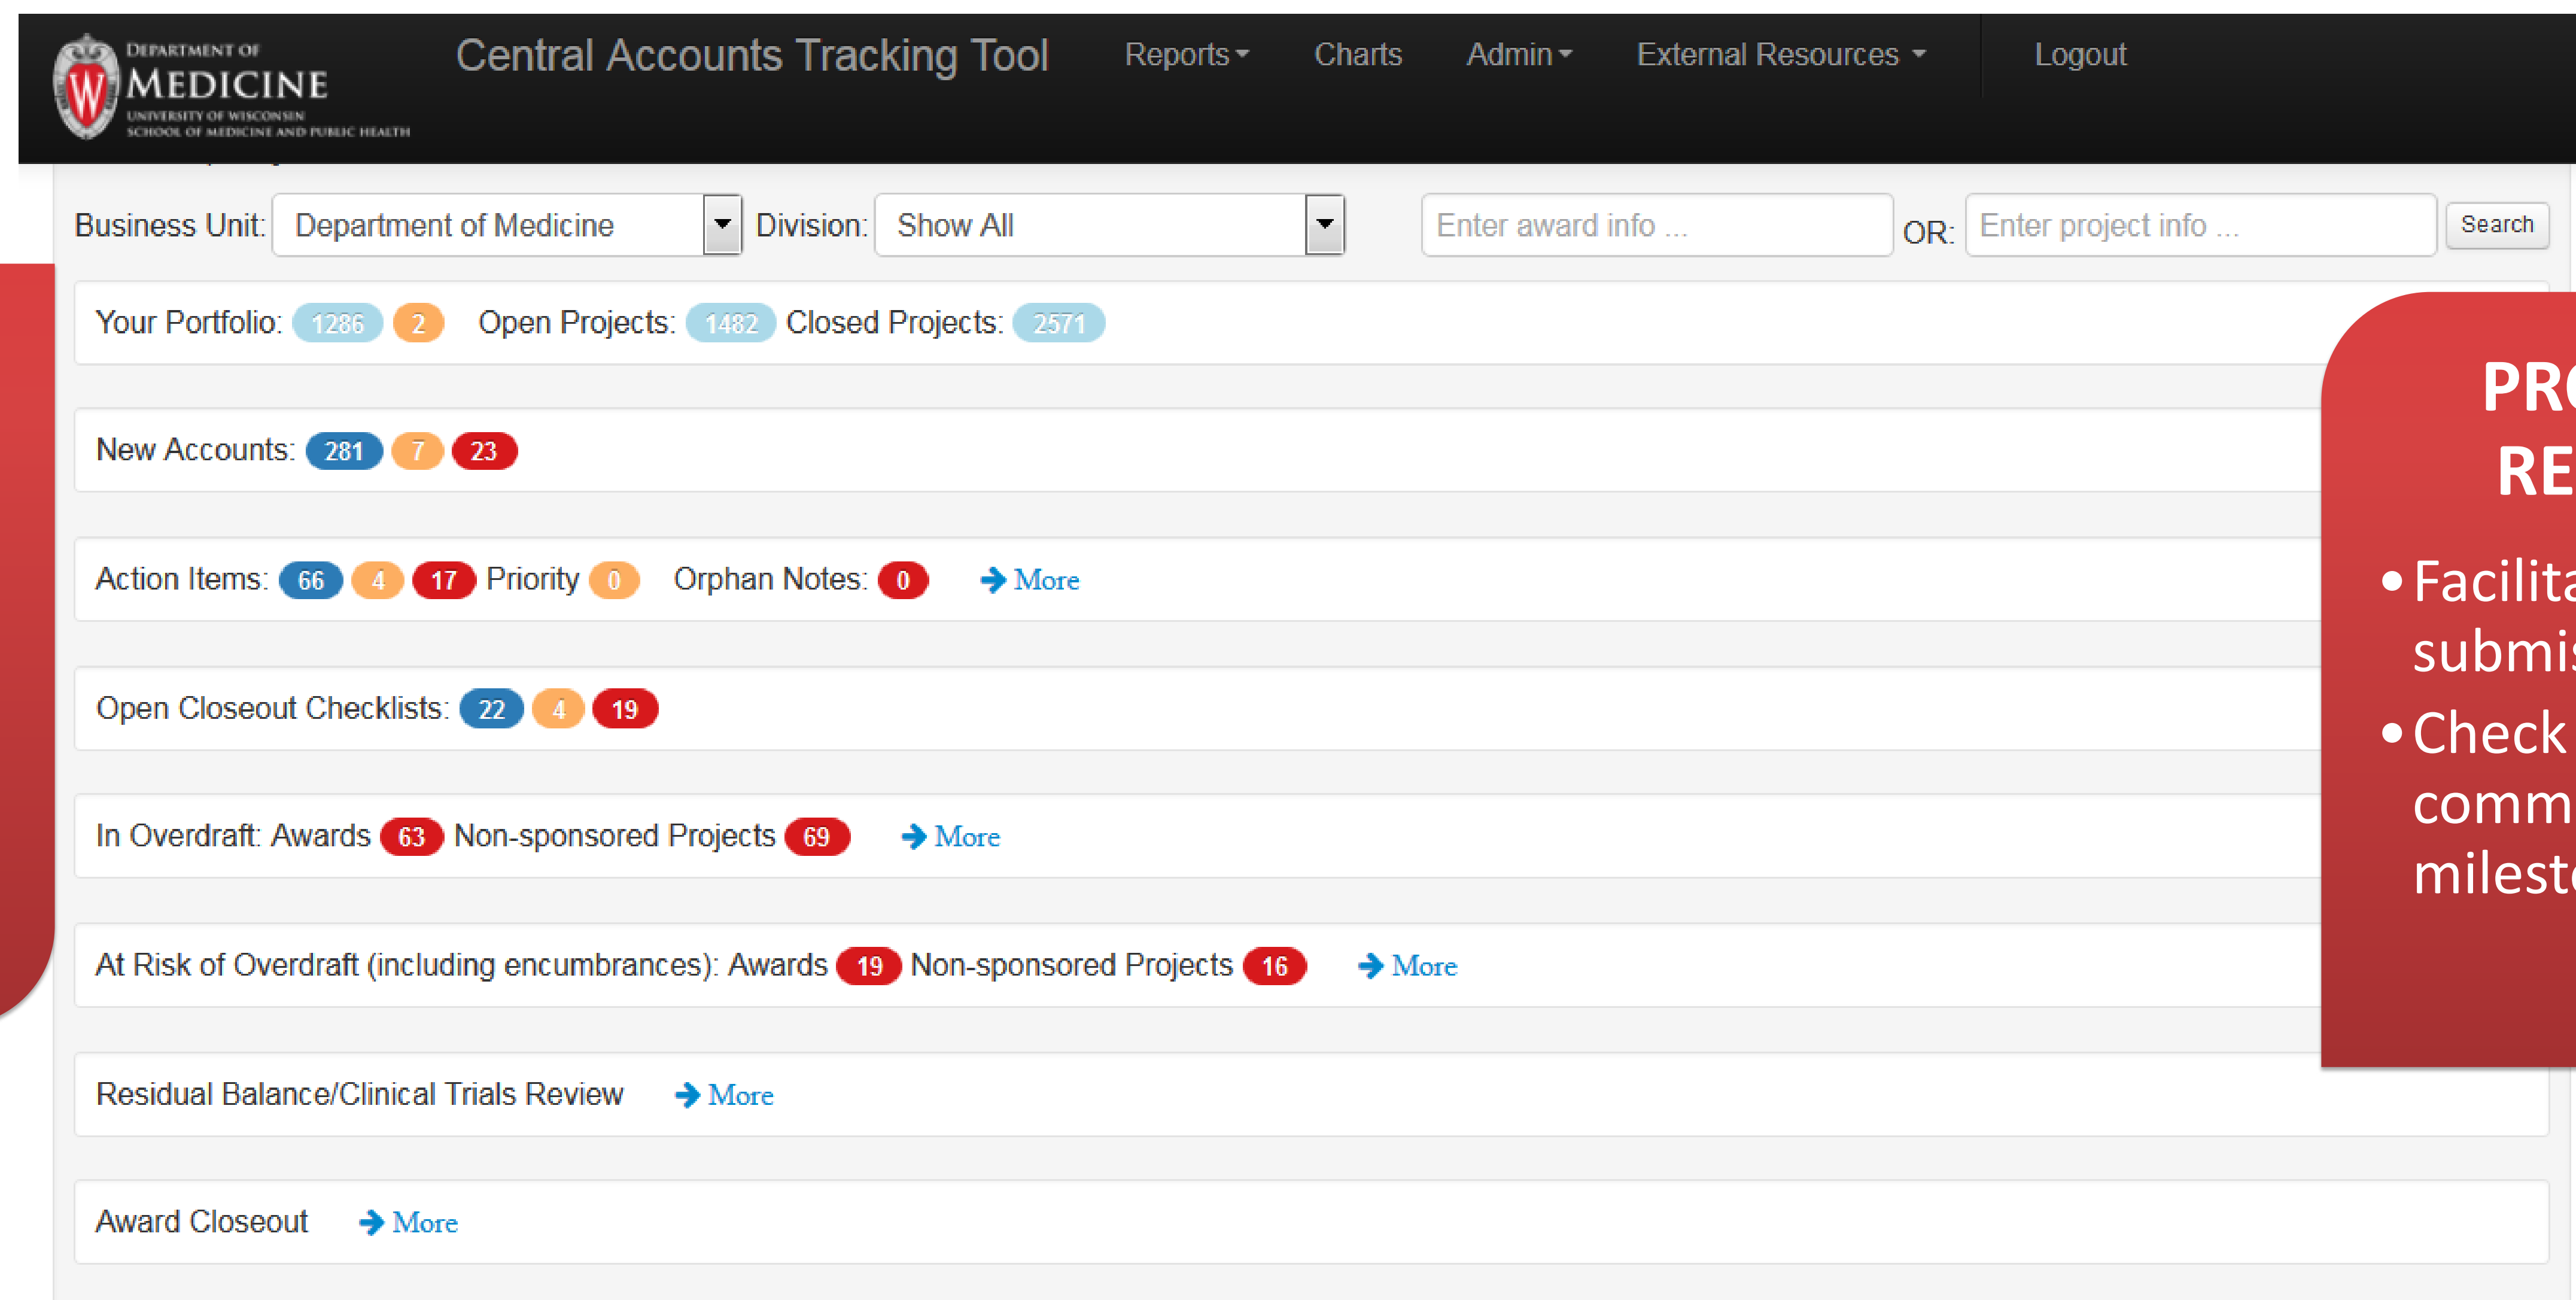 DEPARTMENT OF
MEDICINE
UNIVERSITY OF WISCONSIN
SCHOOL OF MEDICINE AND PUBLIC HEALTH
Central Accounts Tracking Tool Reports Charts Admin External Resources Logout
Business Unit: Department of Medicine Division: Show All Enter award info ... OR: Enter project info ... Search
Your Portfolio: 1286 2 Open Projects: 1482 Closed Projects: 2571
New Accounts: 281 7 23
Action Items: 66 4 17 Priority 0 Orphan Notes: 0 More
Open Closeout Checklists: 22 4 19
In Overdraft: Awards 63 Non-sponsored Projects 69 More
At Risk of Overdraft (including encumbrances): Awards 19 Non-sponsored Projects 16 More
Residual Balance/Clinical Trials Review More
Award Closeout More
RE
• Check